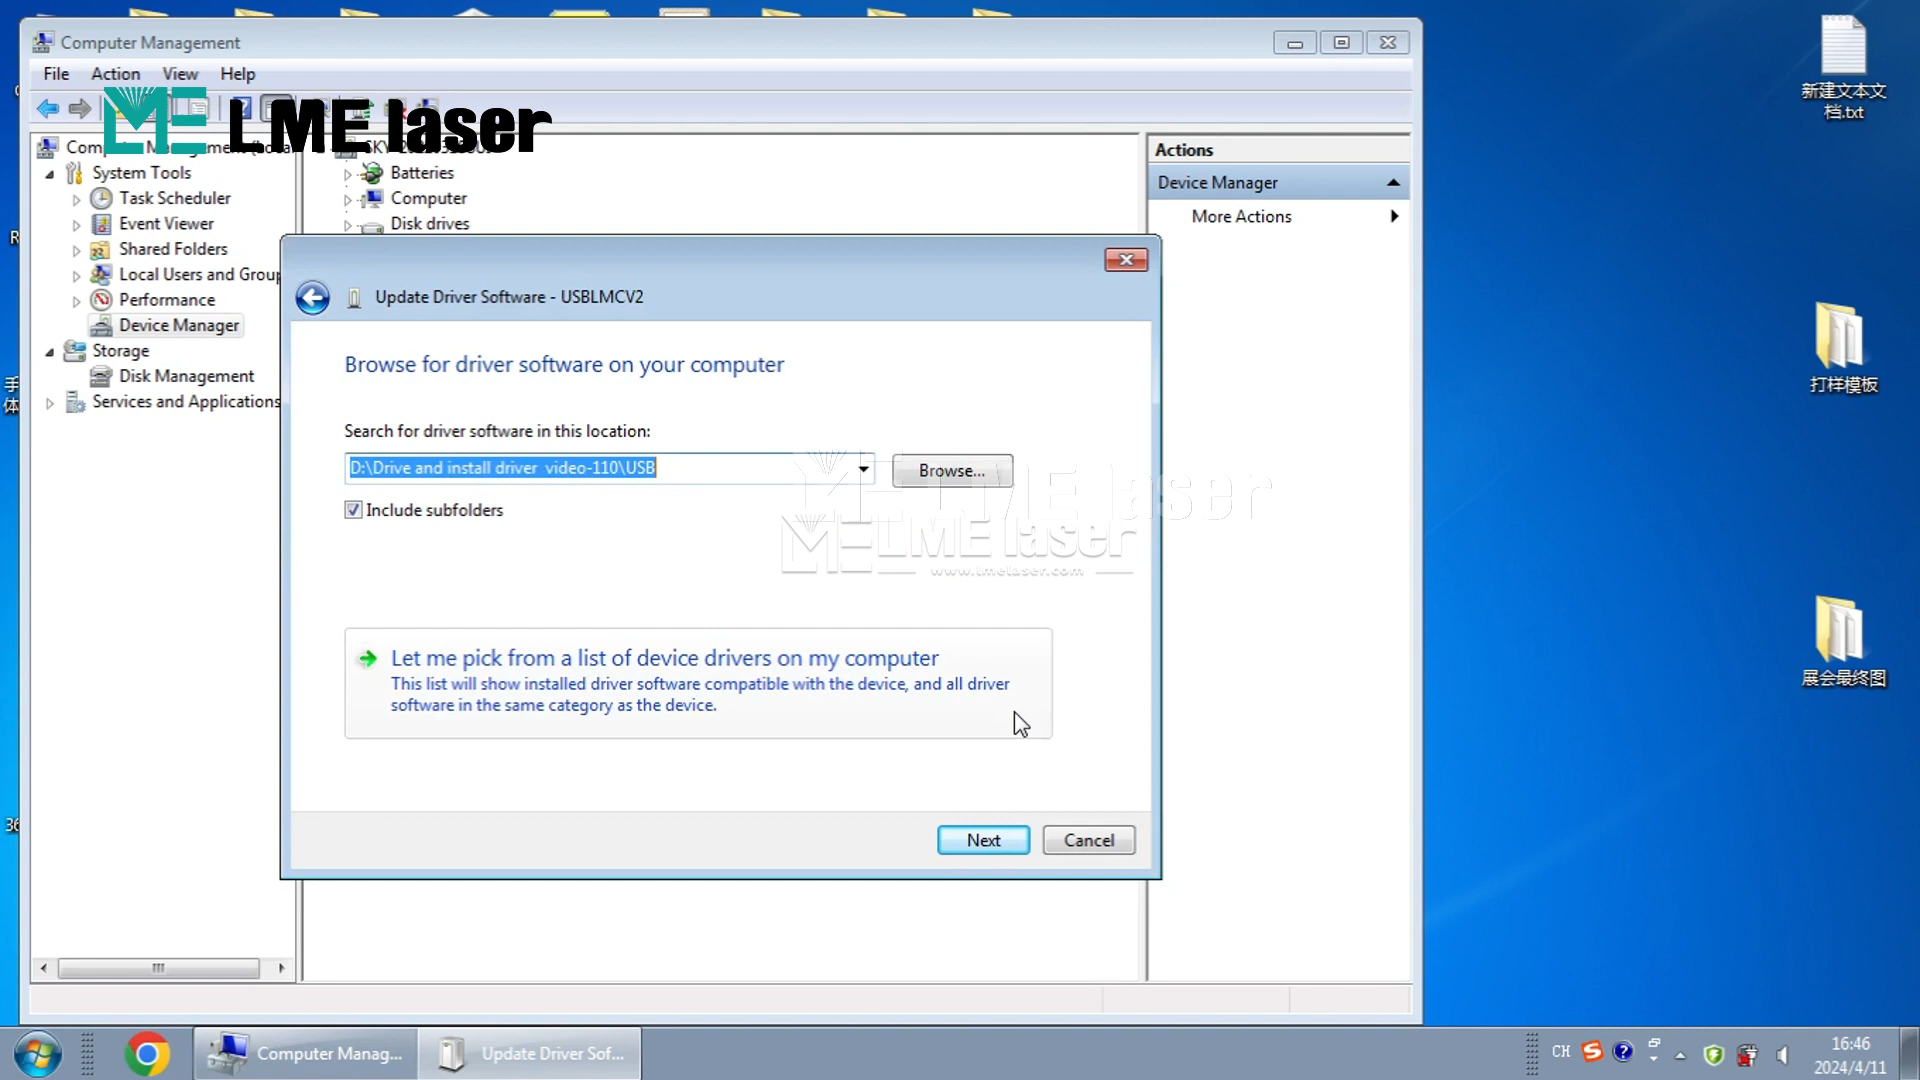 Computer Management
File Action View Help
LME laser
System Tools
Task Scheduler
Event Viewer
Shared Folders
Local Users and Group
Performance
Device Manager
Storage
Disk Management
Services and Applications
Batteries
Computer
Disk drives
Actions
Device Manager
More Actions
Update Driver Software - USBLMCV2
Browse for driver software on your computer
Search for driver software in this location:
D:\Drive and install driver video-110\USB
Browse...
Include subfolders
LME laser
LME laser
www.lmelaser.com
Let me pick from a list of device drivers on my computer
This list will show installed driver software compatible with the device, and all driver
software in the same category as the device.
Next Cancel
新建文本文
档.txt
打样模板
展会最终图
Computer Manag...
Update Driver Sof...
CH
16:46
2024/4/11